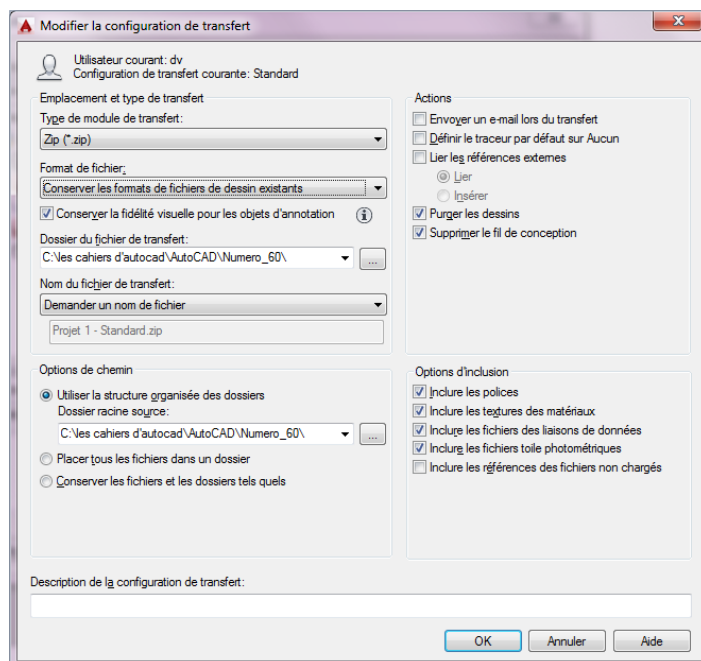 Modifier la configuration de transfert
Utilisateur courant: dv
Configuration de transfert courante: Standard
Emplacement et type de transfert
Type de module de transfert:
Zip (*.zip)
Format de fichier:
Conserver les formats de fichiers de dessin existants
Conserver la fidélité visuelle pour les objets d'annotation
Dossier du fichier de transfert:
C:\les cahiers d'autocad\AutoCAD\Numero_60\
...
Nom du fichier de transfert:
Demander un nom de fichier
Projet 1 - Standard.zip
Actions
Envoyer un e-mail lors du transfert
Définir le traceur par défaut sur Aucun
Lier les références externes
Lier
Insérer
Purger les dessins
Supprimer le fil de conception
Options de chemin
Utiliser la structure organisée des dossiers
Dossier racine source:
C:\les cahiers d'autocad\AutoCAD\Numero_60\
...
Placer tous les fichiers dans un dossier
Conserver les fichiers et les dossiers tels quels
Options d'inclusion
Inclure les polices
Inclure les textures des matériaux
Inclure les fichiers des liaisons de données
Inclure les fichiers toile photométriques
Inclure les références des fichiers non chargés
Description de la configuration de transfert:
OK
Annuler
Aide